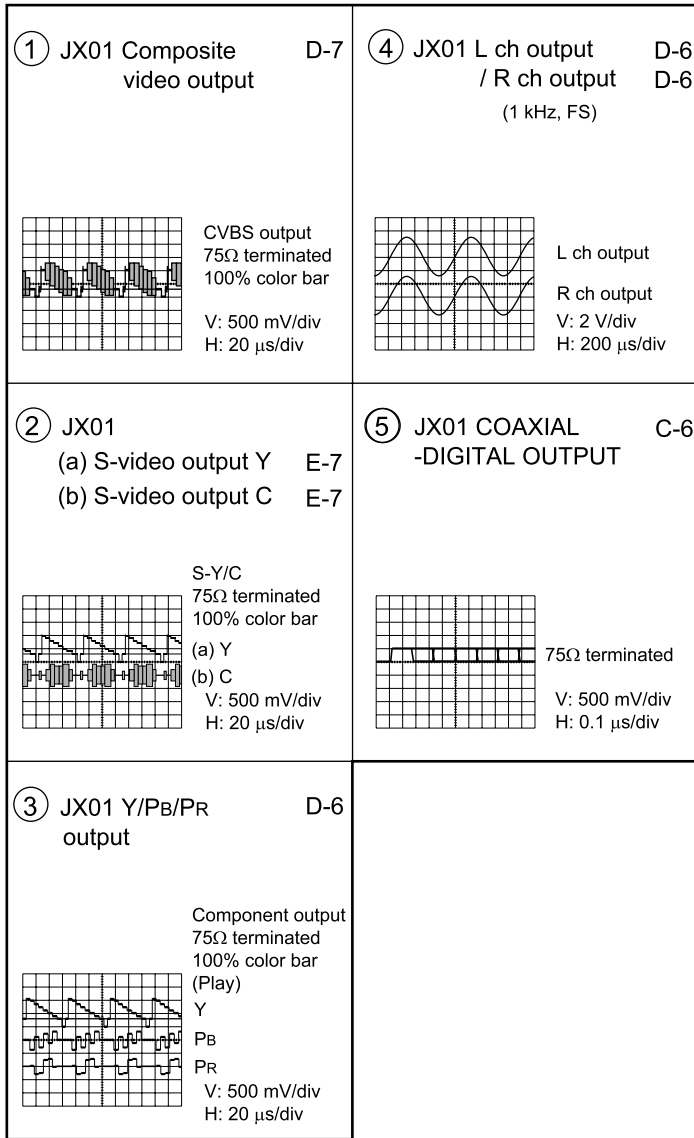 ① JX01 Composite D-7
video output
CVBS output
75Ω terminated
100% color bar
V: 500 mV/div
H: 20 μs/div
② JX01
(a) S-video output Y E-7
(b) S-video output C E-7
S-Y/C
75Ω terminated
100% color bar
(a) Y
(b) C
V: 500 mV/div
H: 20 μs/div
③ JX01 Y/PB/PR D-6
output
Component output
75Ω terminated
100% color bar
(Play)
Y
PB
PR
V: 500 mV/div
H: 20 μs/div
④ JX01 L ch output D-6
/ R ch output D-6
(1 kHz, FS)
L ch output
R ch output
V: 2 V/div
H: 200 μs/div
⑤ JX01 COAXIAL C-6
-DIGITAL OUTPUT
75Ω terminated
V: 500 mV/div
H: 0.1 μs/div